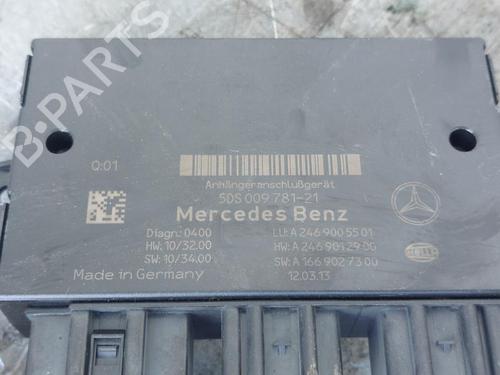 B-PARTS
Q:01
Anhängeranschlußgerät
5DS 009 781-21
Mercedes Benz
Diagn: 0400
HW: 10/32.00
SW: 10/34.00
LU: A 246 900 55 01
HW: A 246 901 29 00
SW: A 166 902 73 00
HELLA
Made in Germany
12.03.13